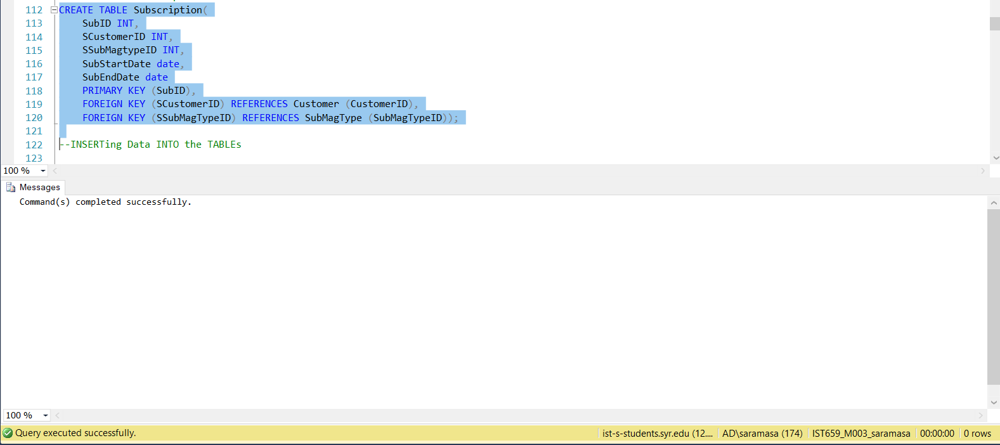 112 CREATE TABLE Subscription(
113 SubID INT,
114 SCustomerID INT,
115 SSubMagtypeID INT,
116 SubStartDate date,
117 SubEndDate date
118 PRIMARY KEY (SubID),
119 FOREIGN KEY (SCustomerID) REFERENCES Customer (CustomerID),
120 FOREIGN KEY (SSubMagTypeID) REFERENCES SubMagType (SubMagTypeID));
121
122 --INSERTing Data INTO the TABLEs
123
100 %
Messages
Command(s) completed successfully.
100 %
Query executed successfully. ist-s-students.syr.edu (12.... AD\saramasa (174) IST659_M003_saramasa 00:00:00 0 rows